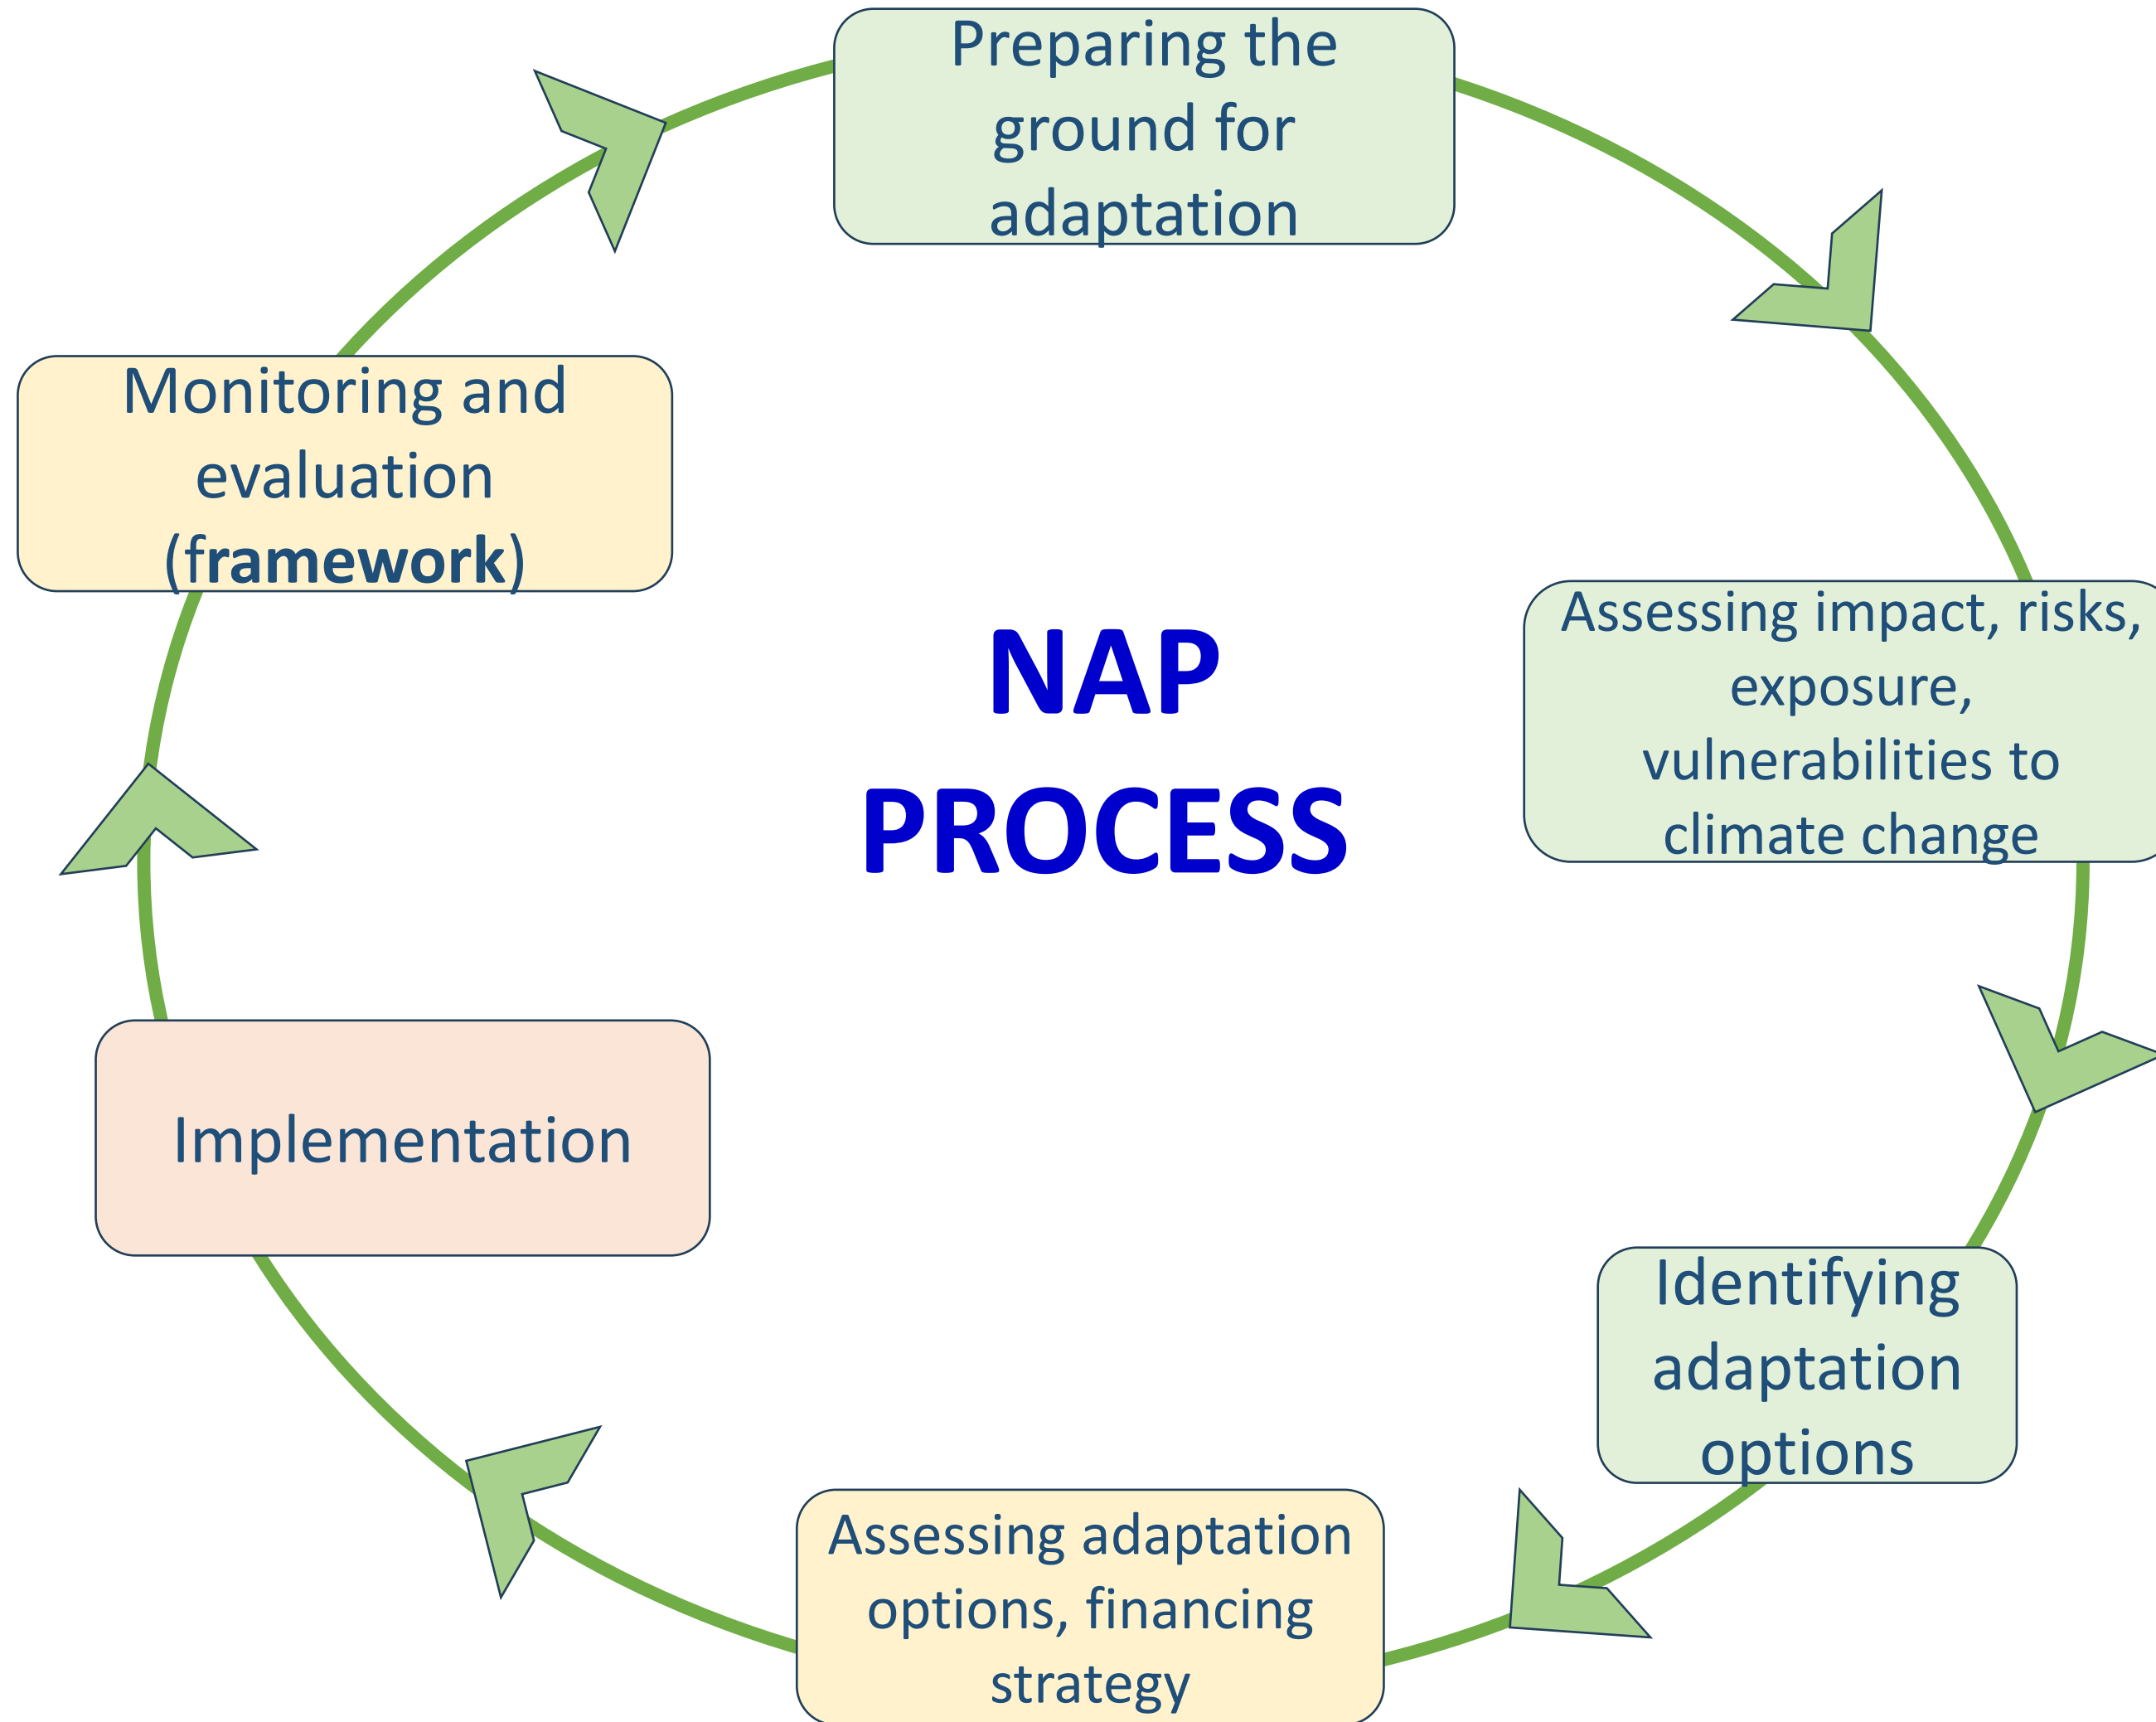 Preparing the
ground for
adaptation
Monitoring and
evaluation
(framework)
NAP
PROCESS
Assessing impact, risks,
exposure,
vulnerabilities to
climate change
Implementation
Identifying
adaptation
options
Assessing adaptation
options, financing
strategy